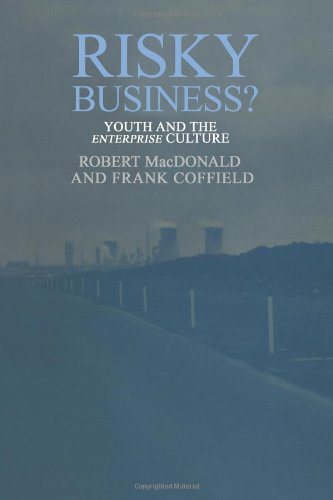 RISKY
BUSINESS?
YOUTH AND THE
ENTERPRISE CULTURE
ROBERT MacDONALD
AND FRANK COFFIELD